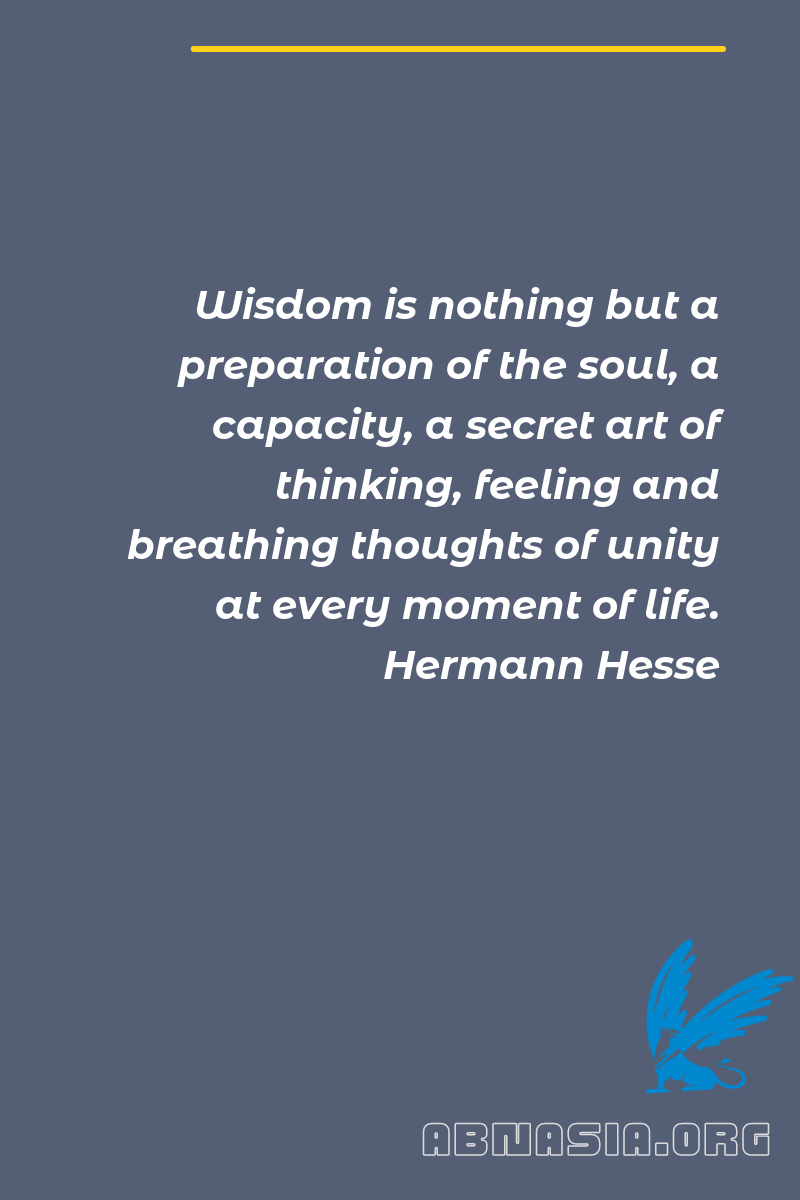 Wisdom is nothing but a
preparation of the soul, a
capacity, a secret art of
thinking, feeling and
breathing thoughts of unity
at every moment of life.
Hermann Hesse
ABNASIA.ORG